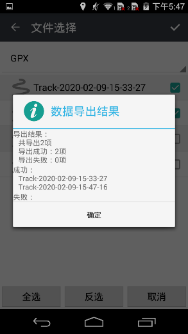 下午5:47
文件选择
GPX
Track-2020-02-09-15-33-27
数据导出结果
导出结果：
共导出2项
导出成功：2项
导出失败：0项
成功：
Track-2020-02-09-15-33-27
Track-2020-02-09-15-47-16
失败：
确定
全选
反选
取消